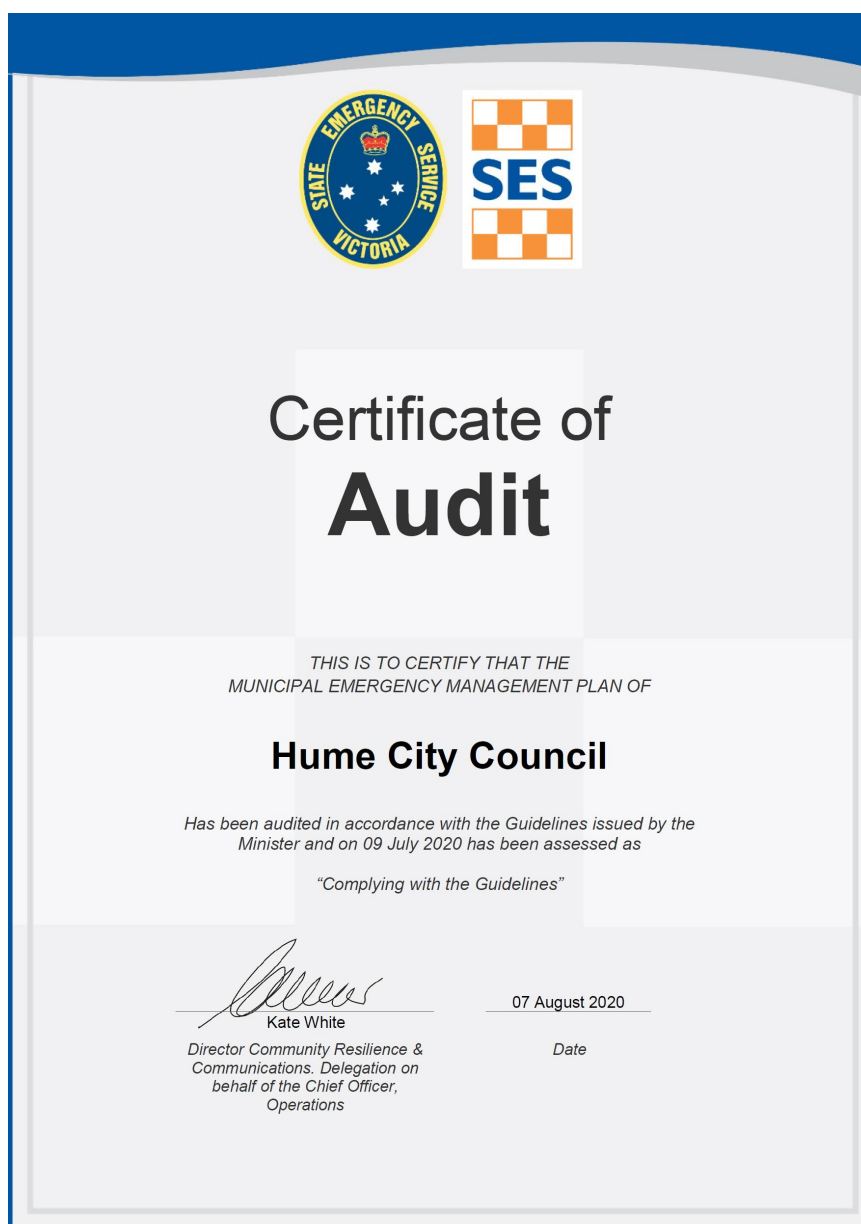 STATE EMERGENCY SERVICE
VICTORIA
SES
Certificate of
Audit
THIS IS TO CERTIFY THAT THE
MUNICIPAL EMERGENCY MANAGEMENT PLAN OF
Hume City Council
Has been audited in accordance with the Guidelines issued by the
Minister and on 09 July 2020 has been assessed as
“Complying with the Guidelines”
07 August 2020
Kate White
Director Community Resilience &
Date
Communications. Delegation on
behalf of the Chief Officer,
Operations